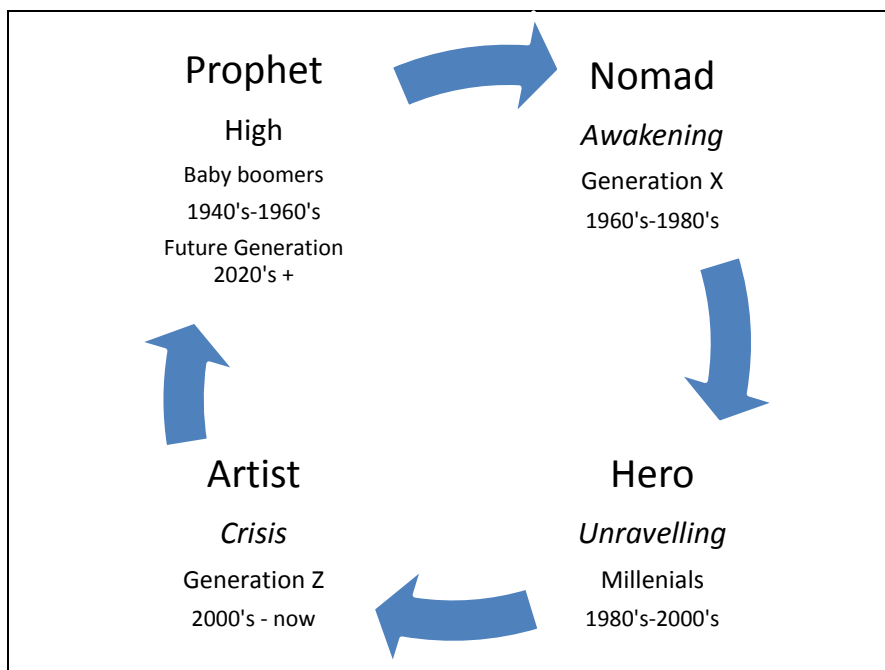 Prophet
High
Baby boomers
1940's-1960's
Future Generation
2020's +
Nomad
Awakening
Generation X
1960's-1980's
Hero
Unravelling
Millenials
1980's-2000's
Artist
Crisis
Generation Z
2000's - now